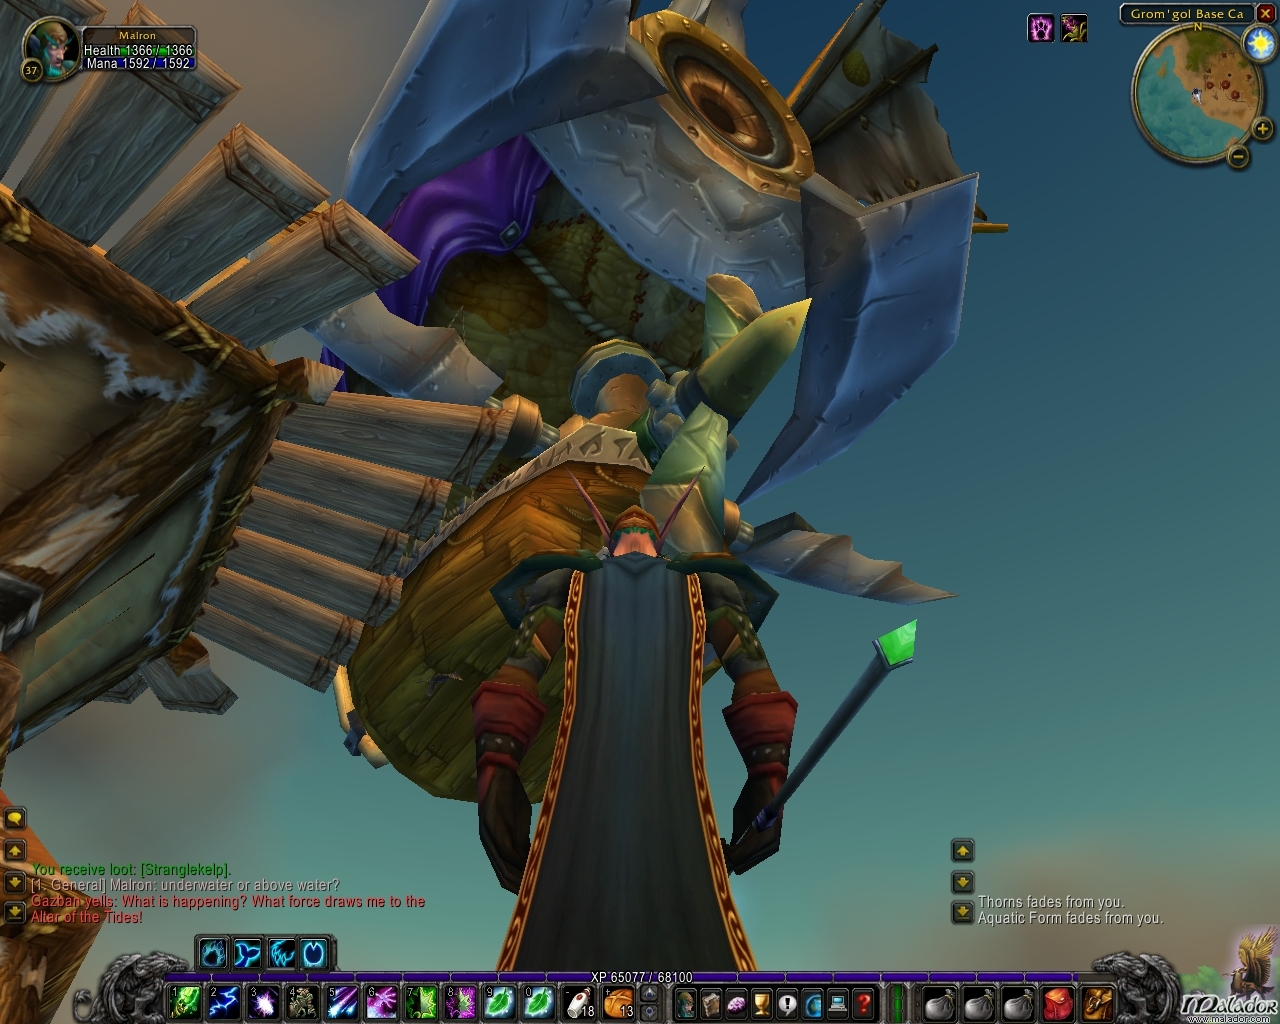 Malron
Health 1366 / 1366
Mana 1592 / 1592
37
Grom'gol Base Ca
N
You receive loot: [Stranglekelp].
[1. General] Malron: underwater or above water?
Gazban yells: What is happening? What force draws me to the
Altar of the Tides!
Thorns fades from you.
Aquatic Form fades from you.
XP 65077 / 68100
1 2 3 4 5 6 7 8 9 0 - 18 + 13
Malador
www.malador.com